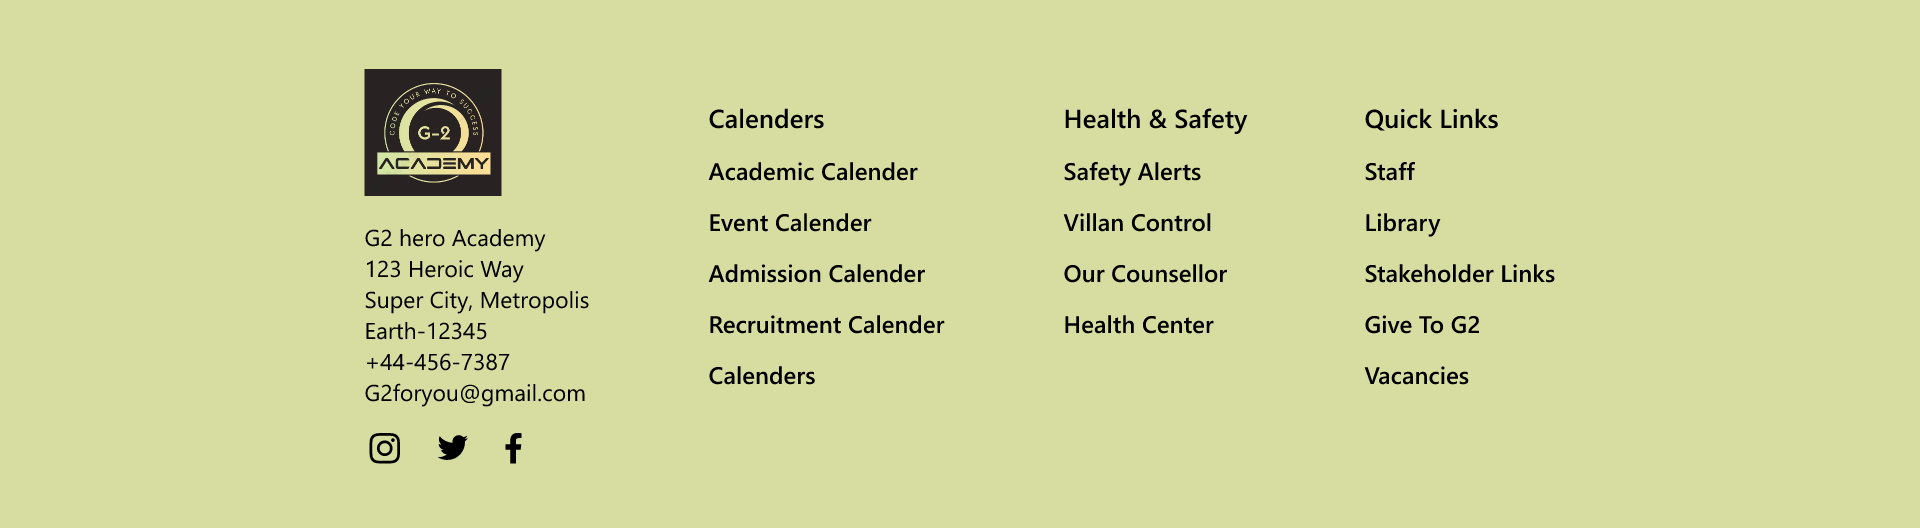 CODE YOUR WAY TO SUCCESS
G-2
ACADEMY
G2 hero Academy
123 Heroic Way
Super City, Metropolis
Earth-12345
+44-456-7387
G2foryou@gmail.com
Calenders
Academic Calender
Event Calender
Admission Calender
Recruitment Calender
Calenders
Health & Safety
Safety Alerts
Villan Control
Our Counsellor
Health Center
Quick Links
Staff
Library
Stakeholder Links
Give To G2
Vacancies